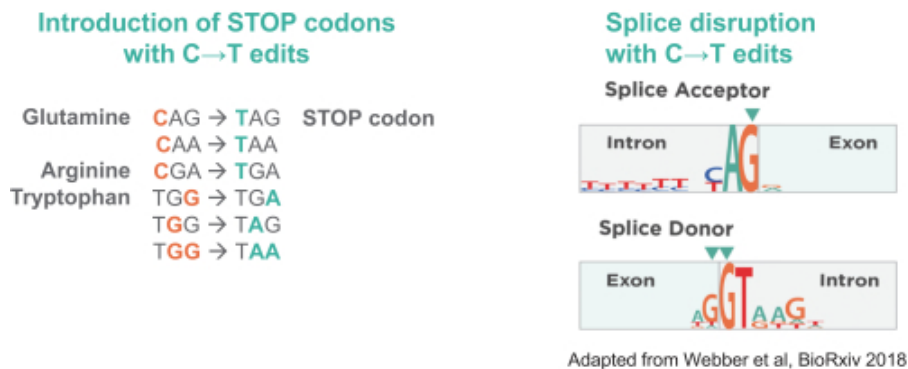 Introduction of STOP codons
with C→T edits
Glutamine CAG → TAG STOP codon
CAA → TAA
Arginine CGA → TGA
Tryptophan TGG → TGA
TGG → TAG
TGG → TAA
Splice disruption
with C→T edits
Splice Acceptor
Intron CAG Exon
Splice Donor
Exon AGGTAAG Intron
Adapted from Webber et al, BioRxiv 2018